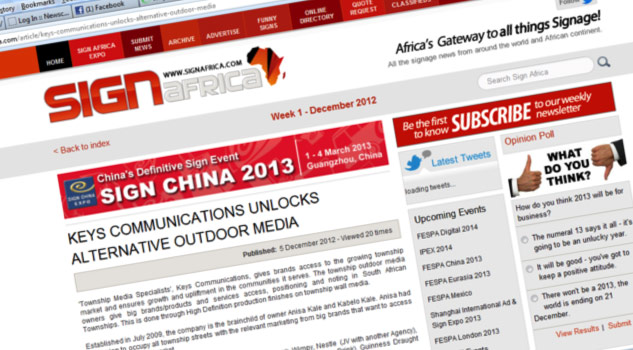 story Bookmarks
.com/article/keys-communications-unlocks-alternative-outdoor-media
Log In : Newsc...
(1) Facebook
HOME
SIGN AFRICA EXPO
SUBMIT NEWS
ARCHIVE
ADVERTISE
FUNNY SIGNS
ONLINE DIRECTORY
QUOTE REQUEST
CLASSIFIEDS
Follow
WWW.SIGNAFRICA.COM
SIGN africa
Africa's Gateway to all things Signage!
All the signage news from around the world and African continent.
Search Sign Africa
Week 1 - December 2012
< Back to index
Be the first to know SUBSCRIBE to our weekly newsletter
SIGN CHINA EXPO
China's Definitive Sign Event
SIGN CHINA 2013
1 - 4 March 2013
Guangzhou, China
Latest Tweets
loading tweets...
Opinion Poll
WHAT
DO YOU
THINK?
KEYS COMMUNICATIONS UNLOCKS
ALTERNATIVE OUTDOOR MEDIA
Published: 5 December 2012 - Viewed 20 times
Upcoming Events
FESPA Digital 2014
IPEX 2014
FESPA China 2013
FESPA Eurasia 2013
FESPA Mexico
Shanghai International Ad & Sign Expo 2013
FESPA London 2013
How do you think 2013 will be for
business?
The numeral 13 says it all - it's
going to be an unlucky year.
It will be good - you've got to
keep a positive attitude.
There won't be a 2013, the
world is ending on 21
December.
View Results | Submit
'Township Media Specialists', Keys Communications, gives brands access to the growing township
market and ensures growth and upliftment in the communities it serves. The township outdoor media
owners give big brands/products and services access, positioning and noting in South African
Townships. This is done through High Definition production finishes on township wall media.
Established in July 2009, the company is the brainchild of owner Anisa Kale and Kabelo Kale. Anisa had
to occupy all township streets with the relevant marketing from big brands that want to access
Wimpy, Nestle, (JV with another Agency),
Guinness Draught